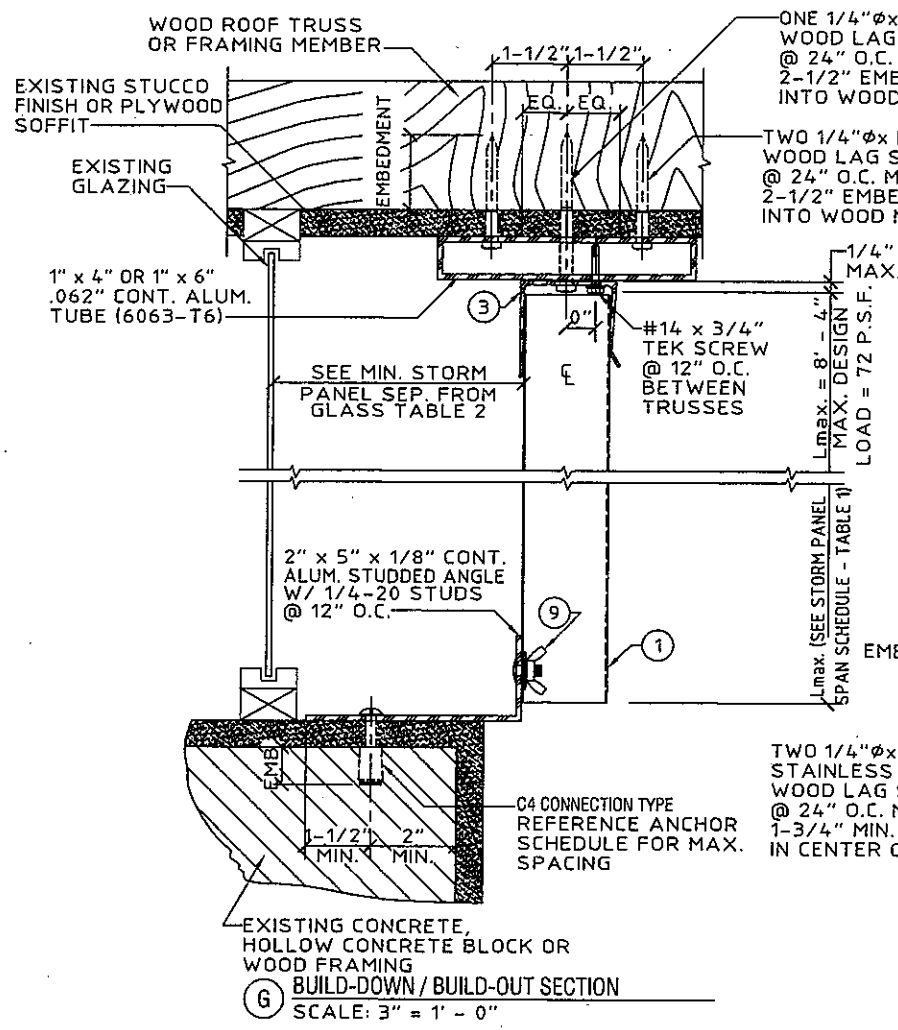 WOOD ROOF TRUSS
OR FRAMING MEMBER
EXISTING STUCCO
FINISH OR PLYWOOD
SOFFIT
EXISTING
GLAZING
1" x 4" OR 1" x 6"
.062" CONT. ALUM.
TUBE (6063-T6)
EMBEDMENT
1-1/2" 1-1/2"
EQ. EQ.
ONE 1/4"Øx
WOOD LAG
@ 24" O.C.
2-1/2" EMB
INTO WOOD
TWO 1/4"Øx
WOOD LAG S
@ 24" O.C. M
2-1/2" EMBE
INTO WOOD
1/4"
MAX.
3
0"
#14 x 3/4"
TEK SCREW
@ 12" O.C.
BETWEEN
TRUSSES
℄
SEE MIN. STORM
PANEL SEP. FROM
GLASS TABLE 2
Lmax. = 8' - 4"
MAX. DESIGN
LOAD = 72 P.S.F.
Lmax. (SEE STORM PANEL
SPAN SCHEDULE - TABLE 1)
2" x 5" x 1/8" CONT.
ALUM. STUDDED ANGLE
W/ 1/4-20 STUDS
@ 12" O.C.
9
1
EMB
EMB
1-1/2"
MIN.
2"
MIN.
C4 CONNECTION TYPE
REFERENCE ANCHOR
SCHEDULE FOR MAX.
SPACING
TWO 1/4"Øx
STAINLESS
WOOD LAG S
@ 24" O.C. M
1-3/4" MIN.
IN CENTER
EXISTING CONCRETE,
HOLLOW CONCRETE BLOCK OR
WOOD FRAMING
G BUILD-DOWN / BUILD-OUT SECTION
SCALE: 3" = 1' - 0"